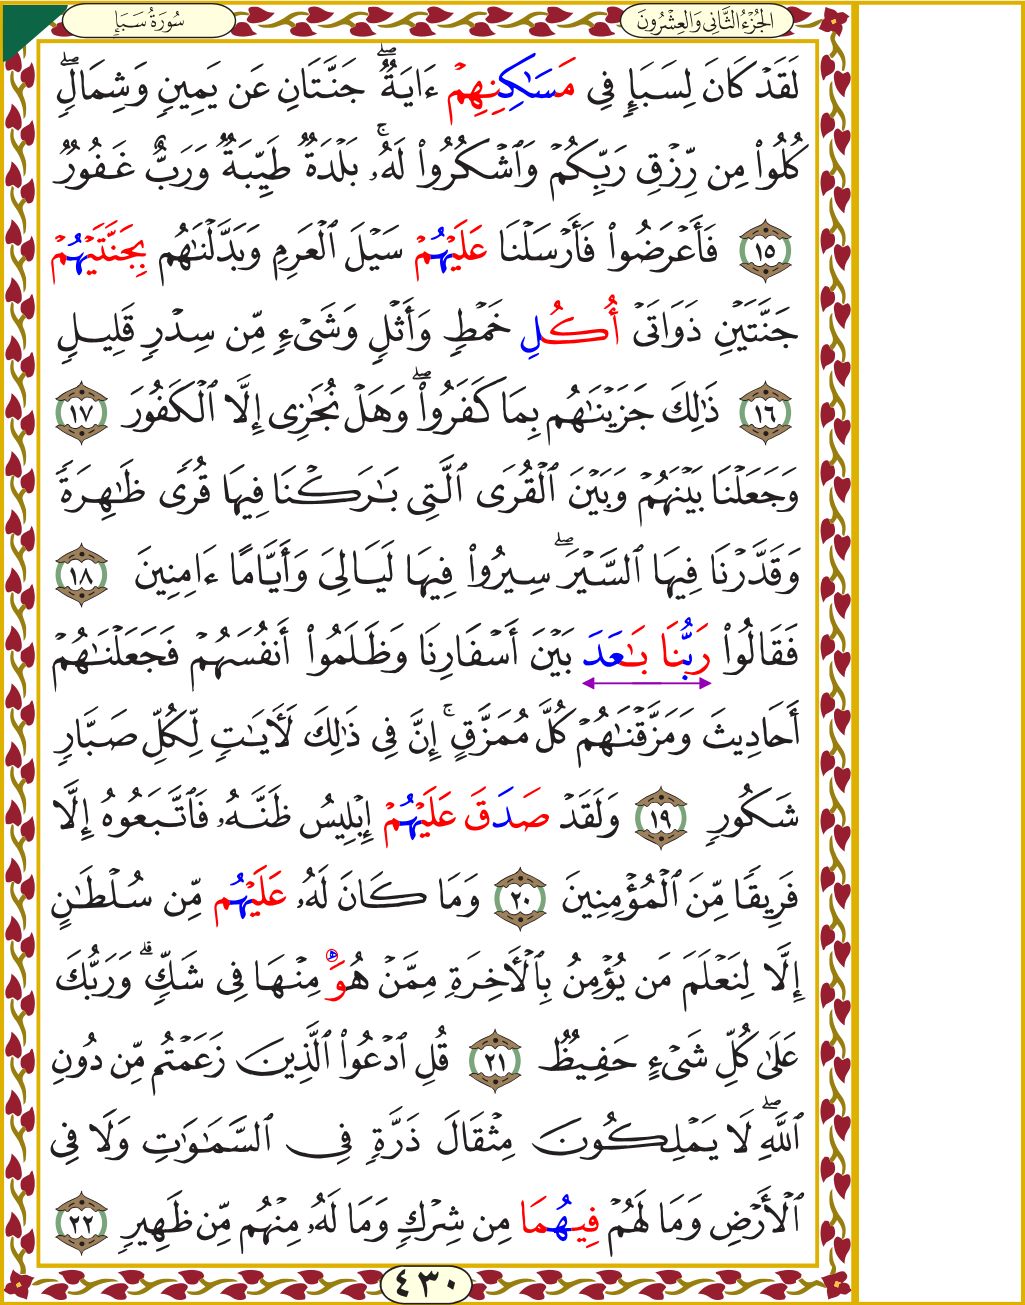 الجُزْءُ الثَّانِي وَالعِشْرُونَ
سُورَةُ سَبَإٍ
لَقَدْ كَانَ لِسَبَإٍ فِي مَسَٰكِنِهِمْ ءَايَةٌۖ جَنَّتَانِ عَن يَمِينٍ وَشِمَالٍۖ
كُلُوا۟ مِن رِّزْقِ رَبِّكُمْ وَٱشْكُرُوا۟ لَهُۥۚ بَلْدَةٌ طَيِّبَةٌ وَرَبٌّ غَفُورٌ
١٥ فَأَعْرَضُوا۟ فَأَرْسَلْنَا عَلَيْهُمْ سَيْلَ ٱلْعَرِمِ وَبَدَّلْنَٰهُم بِجَنَّتَيْهُمْ
جَنَّتَيْنِ ذَوَاتَىْ أُكُلِ خَمْطٍ وَأَثْلٍ وَشَىْءٍ مِّن سِدْرٍ قَلِيلٍ
١٦ ذَٰلِكَ جَزَيْنَٰهُم بِمَا كَفَرُوا۟ۖ وَهَلْ نُجَٰزِى إِلَّا ٱلْكَفُورَ ١٧
وَجَعَلْنَا بَيْنَهُمْ وَبَيْنَ ٱلْقُرَى ٱلَّتِى بَٰرَكْنَا فِيهَا قُرًى ظَٰهِرَةً
وَقَدَّرْنَا فِيهَا ٱلسَّيْرَۖ سِيرُوا۟ فِيهَا لَيَالِىَ وَأَيَّامًا ءَامِنِينَ ١٨
فَقَالُوا۟ رَبُّنَا بَٰعَدَ بَيْنَ أَسْفَارِنَا وَظَلَمُوا۟ أَنفُسَهُمْ فَجَعَلْنَٰهُمْ
أَحَادِيثَ وَمَزَّقْنَٰهُمْ كُلَّ مُمَزَّقٍۚ إِنَّ فِى ذَٰلِكَ لَءَايَٰتٍ لِّكُلِّ صَبَّارٍ
شَكُورٍ ١٩ وَلَقَدْ صَدَقَ عَلَيْهُمْ إِبْلِيسُ ظَنَّهُۥ فَٱتَّبَعُوهُ إِلَّا
فَرِيقًا مِّنَ ٱلْمُؤْمِنِينَ ٢٠ وَمَا كَانَ لَهُۥ عَلَيْهُم مِّن سُلْطَٰنٍ
إِلَّا لِنَعْلَمَ مَن يُؤْمِنُ بِٱلْءَاخِرَةِ مِمَّنْ هُوَ مِنْهَا فِى شَكٍّۗ وَرَبُّكَ
عَلَىٰ كُلِّ شَىْءٍ حَفِيظٌ ٢١ قُلِ ٱدْعُوا۟ ٱلَّذِينَ زَعَمْتُم مِّن دُونِ
ٱللَّهِۖ لَا يَمْلِكُونَ مِثْقَالَ ذَرَّةٍ فِى ٱلسَّمَٰوَٰتِ وَلَا فِى
ٱلْأَرْضِ وَمَا لَهُمْ فِيهُمَا مِن شِرْكٍ وَمَا لَهُۥ مِنْهُم مِّن ظَهِيرٍ ٢٢
٤٣٠